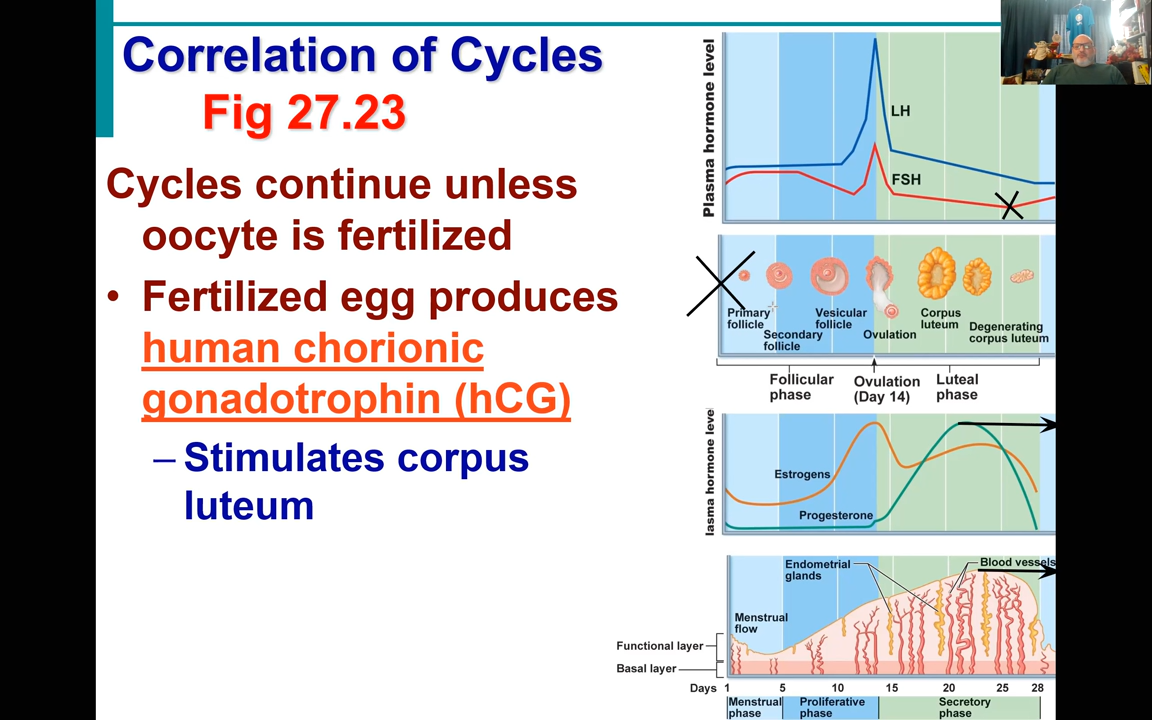 Correlation of Cycles
Fig 27.23
Cycles continue unless
oocyte is fertilized
• Fertilized egg produces
human chorionic
gonadotrophin (hCG)
– Stimulates corpus
luteum
Plasma hormone level
LH
FSH
Primary
follicle
Secondary
follicle
Vesicular
follicle
Ovulation
Corpus
luteum
Degenerating
corpus luteum
Follicular
phase
Ovulation
(Day 14)
Luteal
phase
lasma hormone leve
Estrogens
Progesterone
Endometrial
glands
Blood vessels
Menstrual
flow
Functional layer
Basal layer
Days 1 5 10 15 20 25 28
Menstrual
phase
Proliferative
phase
Secretory
phase